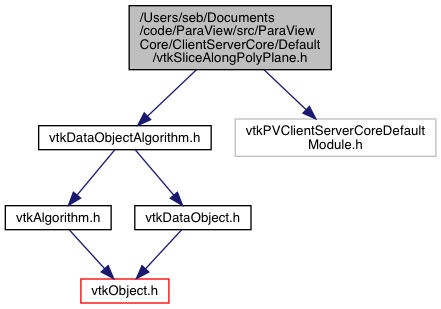 /Users/seb/Documents
/code/ParaView/src/ParaView
Core/ClientServerCore/Default
/vtkSliceAlongPolyPlane.h
vtkDataObjectAlgorithm.h
vtkPVClientServerCoreDefault
Module.h
vtkAlgorithm.h
vtkDataObject.h
vtkObject.h